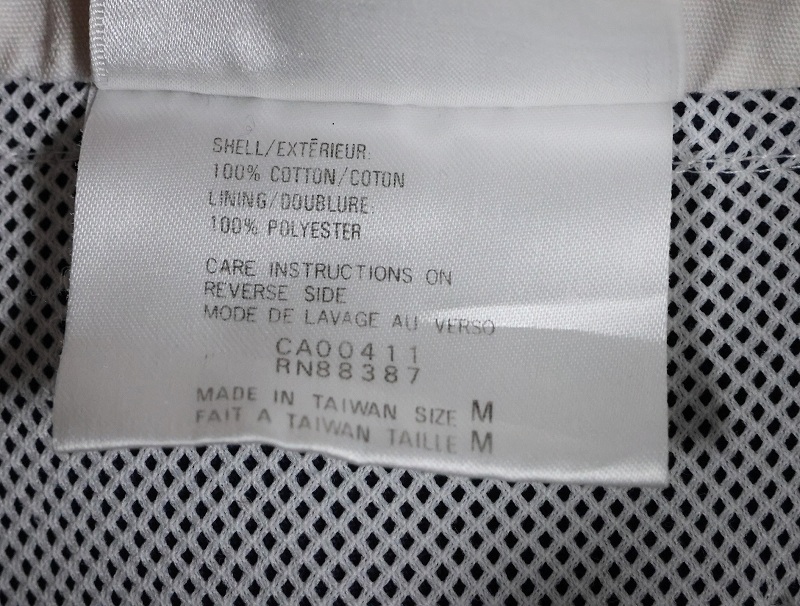 SHELL/EXTÉRIEUR:
100% COTTON/COTON
LINING/DOUBLURE:
100% POLYESTER
CARE INSTRUCTIONS ON
REVERSE SIDE
MODE DE LAVAGE AU VERSO
CA00411
RN88387
MADE IN TAIWAN SIZE M
FAIT A TAIWAN TAILLE M